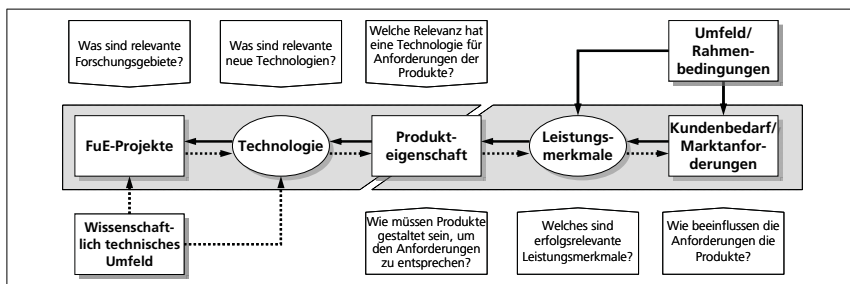 Was sind relevante
Forschungsgebiete?
Was sind relevante
neue Technologien?
Welche Relevanz hat
eine Technologie für
Anforderungen der
Produkte?
Umfeld/
Rahmen-
bedingungen
FuE-Projekte
Technologie
Produkt-
eigenschaft
Leistungs-
merkmale
Kundenbedarf/
Marktanfor-
derungen
Wissenschaft-
lich technisches
Umfeld
Wie müssen Produkte
gestaltet sein, um
den Anforderungen
zu entsprechen?
Welches sind
erfolgsrelevante
Leistungsmerkmale?
Wie beeinflussen die
Anforderungen die
Produkte?